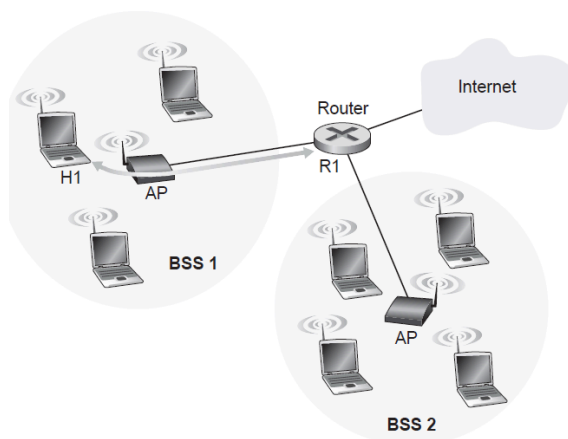 Internet
Router
R1
H1
AP
BSS 1
AP
BSS 2